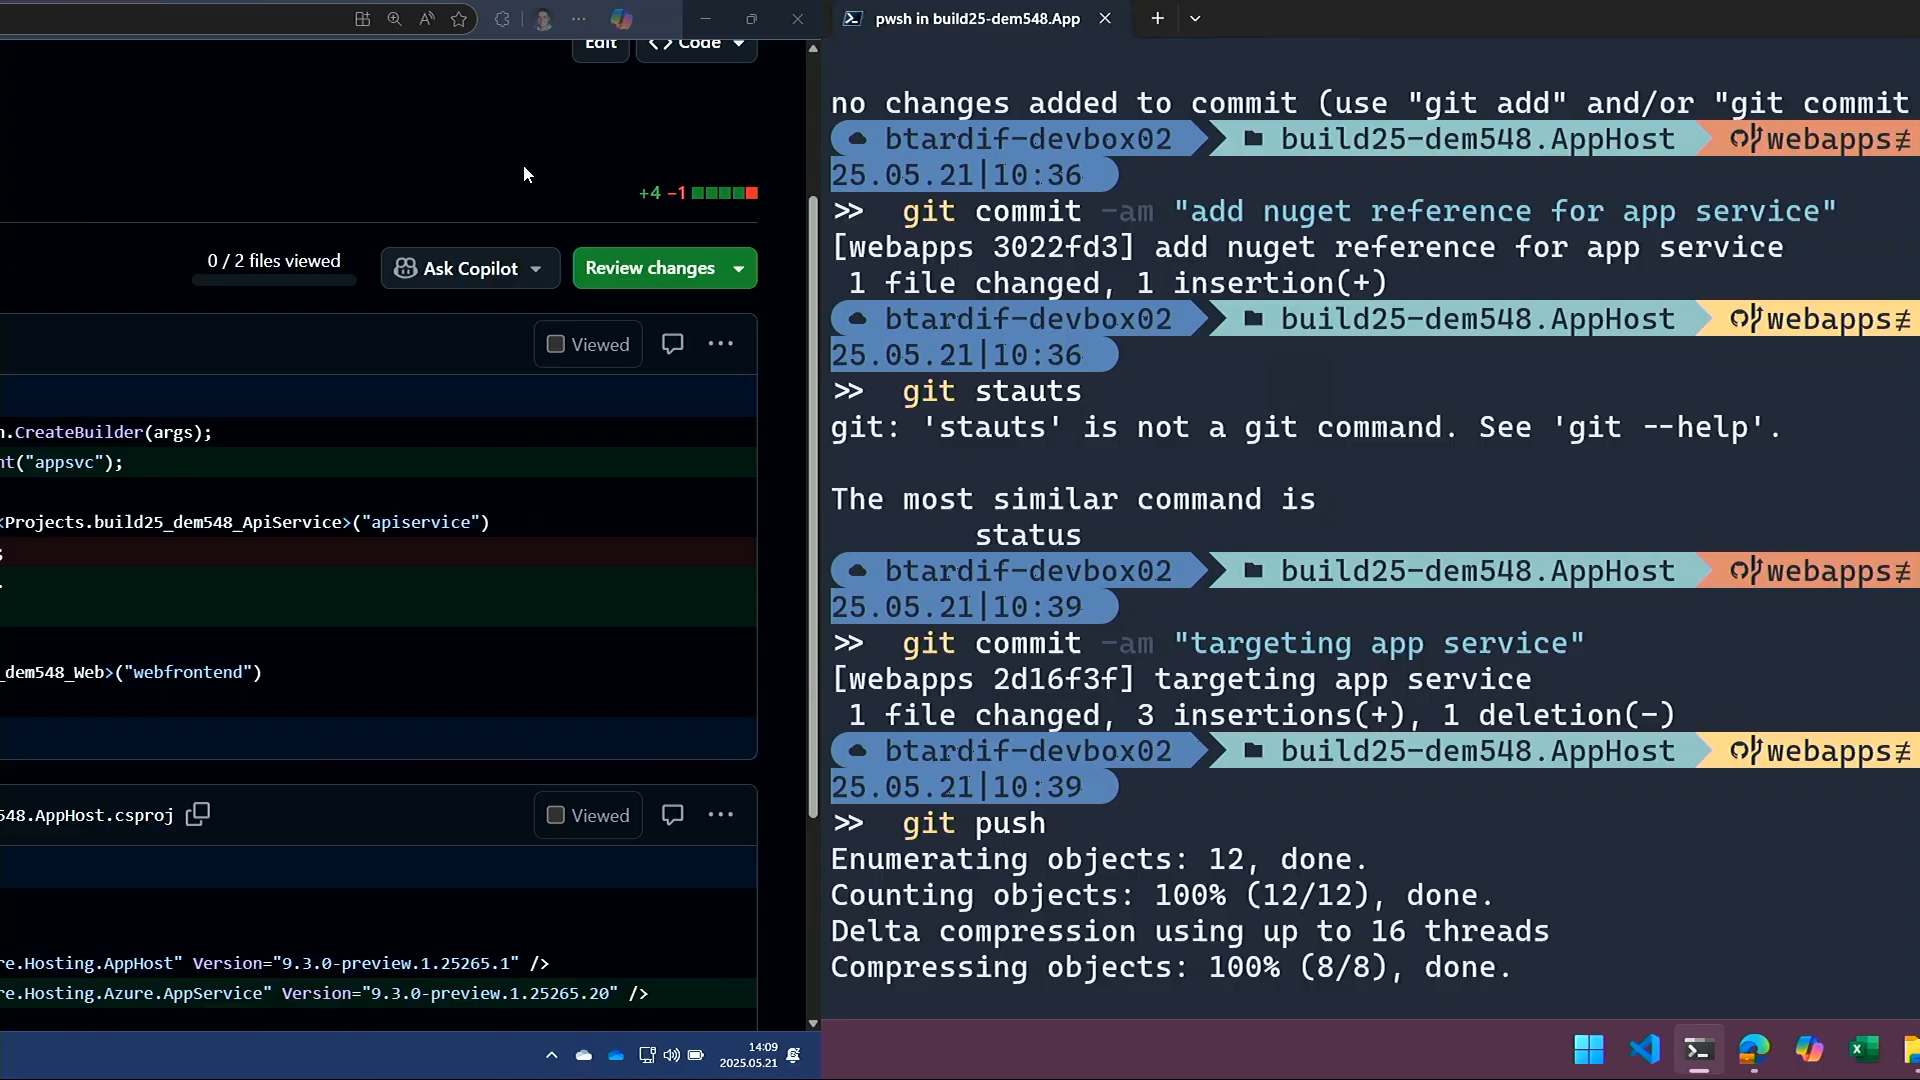 Edit
Code
+4 −1
0 / 2 files viewed
Ask Copilot
Review changes
Viewed
n.CreateBuilder(args);
nt("appsvc");
<Projects.build25_dem548_ApiService>("apiservice")
;
.
_dem548_Web>("webfrontend")
548.AppHost.csproj
Viewed
re.Hosting.AppHost" Version="9.3.0-preview.1.25265.1" />
re.Hosting.Azure.AppService" Version="9.3.0-preview.1.25265.20" />
14:09
2025.05.21
pwsh in build25-dem548.App
no changes added to commit (use "git add" and/or "git commit
btardif-devbox02 build25-dem548.AppHost webapps≢
25.05.21|10:36
>> git commit -am "add nuget reference for app service"
[webapps 3022fd3] add nuget reference for app service
1 file changed, 1 insertion(+)
btardif-devbox02 build25-dem548.AppHost webapps≢
25.05.21|10:36
>> git stauts
git: 'stauts' is not a git command. See 'git --help'.
The most similar command is
status
btardif-devbox02 build25-dem548.AppHost webapps≢
25.05.21|10:39
>> git commit -am "targeting app service"
[webapps 2d16f3f] targeting app service
1 file changed, 3 insertions(+), 1 deletion(-)
btardif-devbox02 build25-dem548.AppHost webapps≢
25.05.21|10:39
>> git push
Enumerating objects: 12, done.
Counting objects: 100% (12/12), done.
Delta compression using up to 16 threads
Compressing objects: 100% (8/8), done.